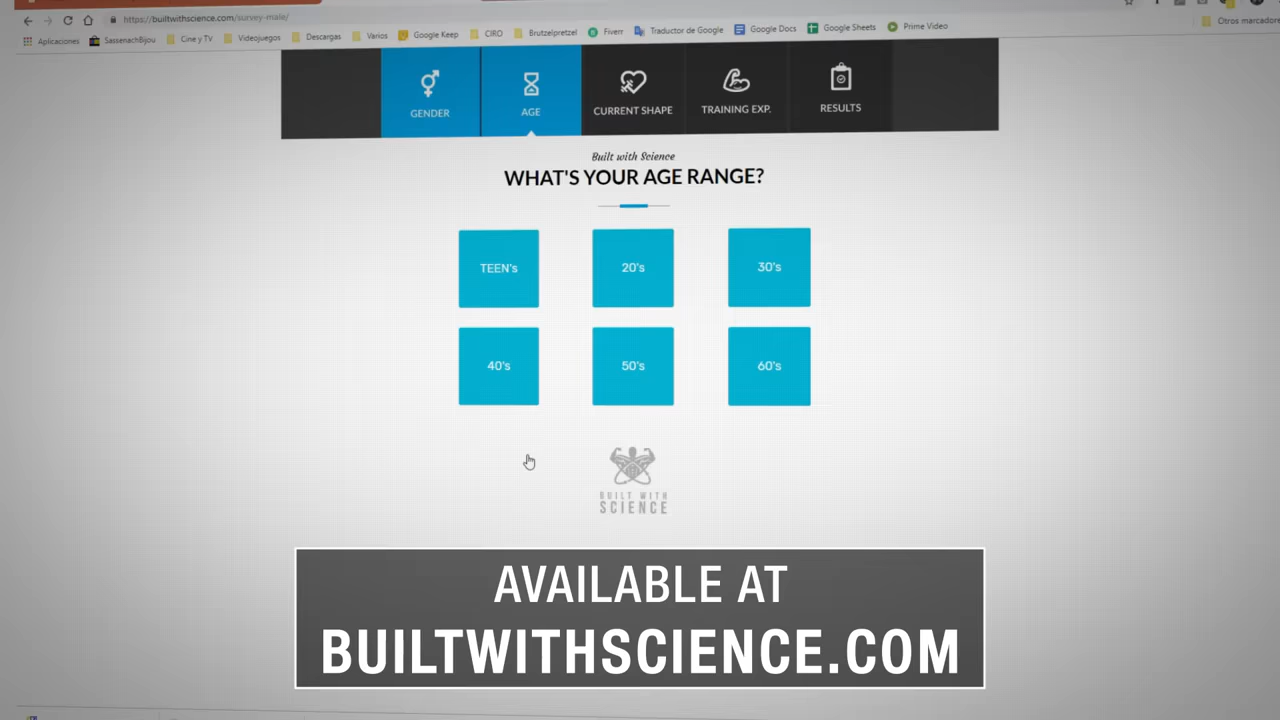 https://builtwithscience.com/survey-male/
Aplicaciones SassenachBijou Cine y TV Videojuegos Descargas Varios Google Keep CIRO Brutzelpretzel Fiverr Traductor de Google Google Docs Google Sheets Prime Video Otros marcadores
GENDER AGE CURRENT SHAPE TRAINING EXP. RESULTS
Built with Science
WHAT'S YOUR AGE RANGE?
TEEN's 20's 30's
40's 50's 60's
BUILT WITH
SCIENCE
AVAILABLE AT
BUILTWITHSCIENCE.COM